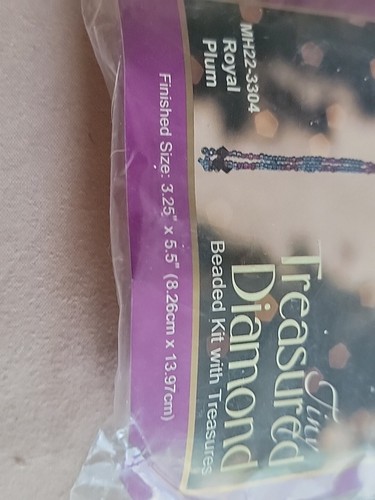 MH22-3304
Royal
Plum
Tiny
Treasured
Diamond
Beaded Kit with Treasures
Finished Size: 3.25" x 5.5" (8.26cm x 13.97cm)